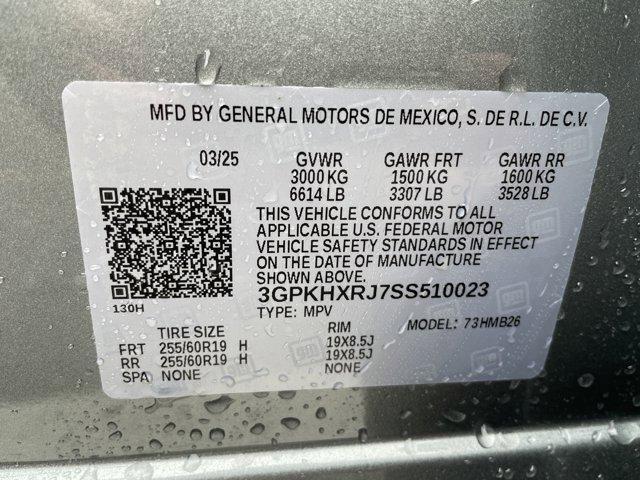 MFD BY GENERAL MOTORS DE MEXICO, S. DE R.L. DE C.V.
03/25 GVWR GAWR FRT GAWR RR
3000 KG 1500 KG 1600 KG
6614 LB 3307 LB 3528 LB
THIS VEHICLE CONFORMS TO ALL
APPLICABLE U.S. FEDERAL MOTOR
VEHICLE SAFETY STANDARDS IN EFFECT
ON THE DATE OF MANUFACTURE
SHOWN ABOVE.
130H 3GPKHXRJ7SS510023
TYPE: MPV MODEL: 73HMB26
TIRE SIZE RIM
FRT 255/60R19 H 19X8.5J
RR 255/60R19 H 19X8.5J
SPA NONE NONE